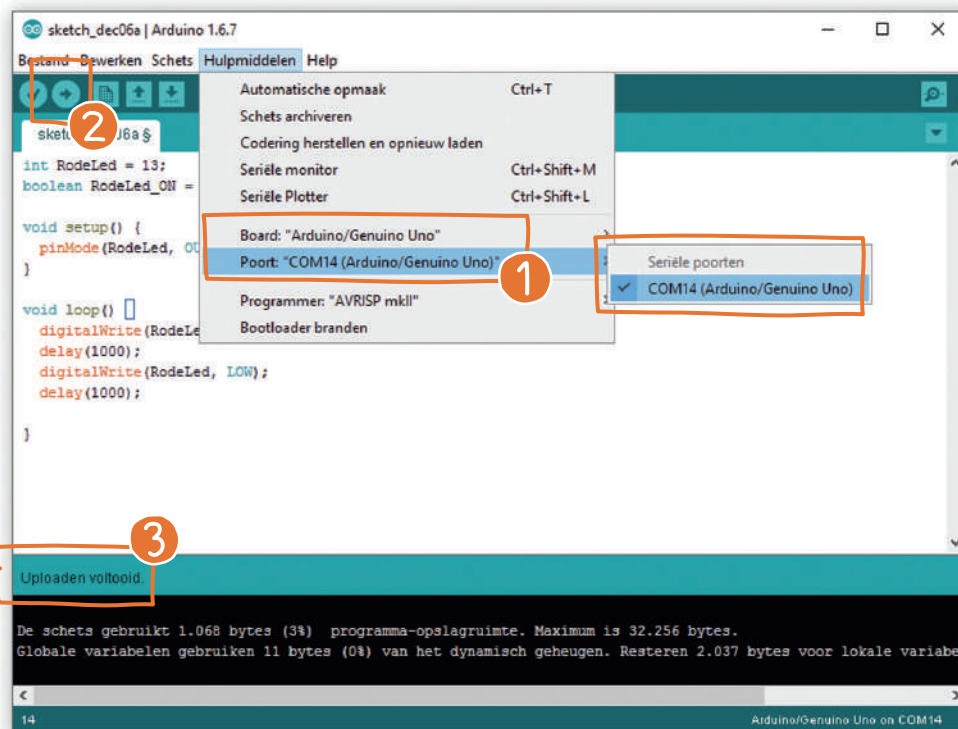 sketch_dec06a | Arduino 1.6.7
Bestand Bewerken Schets Hulpmiddelen Help
2
sket 06a §
Automatische opmaak Ctrl+T
Schets archiveren
Codering herstellen en opnieuw laden
Seriële monitor Ctrl+Shift+M
Seriële Plotter Ctrl+Shift+L
Board: "Arduino/Genuino Uno"
Poort: "COM14 (Arduino/Genuino Uno)"
1
Programmer: "AVRISP mkII"
Bootloader branden
Seriële poorten
COM14 (Arduino/Genuino Uno)
int RodeLed = 13;
boolean RodeLed_ON =
void setup() {
pinMode(RodeLed, OU
}
void loop()
digitalWrite(RodeLe
delay(1000);
digitalWrite(RodeLed, LOW);
delay(1000);
}
3
Uploaden voltooid.
De schets gebruikt 1.068 bytes (3%) programma-opslagruimte. Maximum is 32.256 bytes.
Globale variabelen gebruiken 11 bytes (0%) van het dynamisch geheugen. Resteren 2.037 bytes voor lokale variabe
14 Arduino/Genuino Uno on COM14